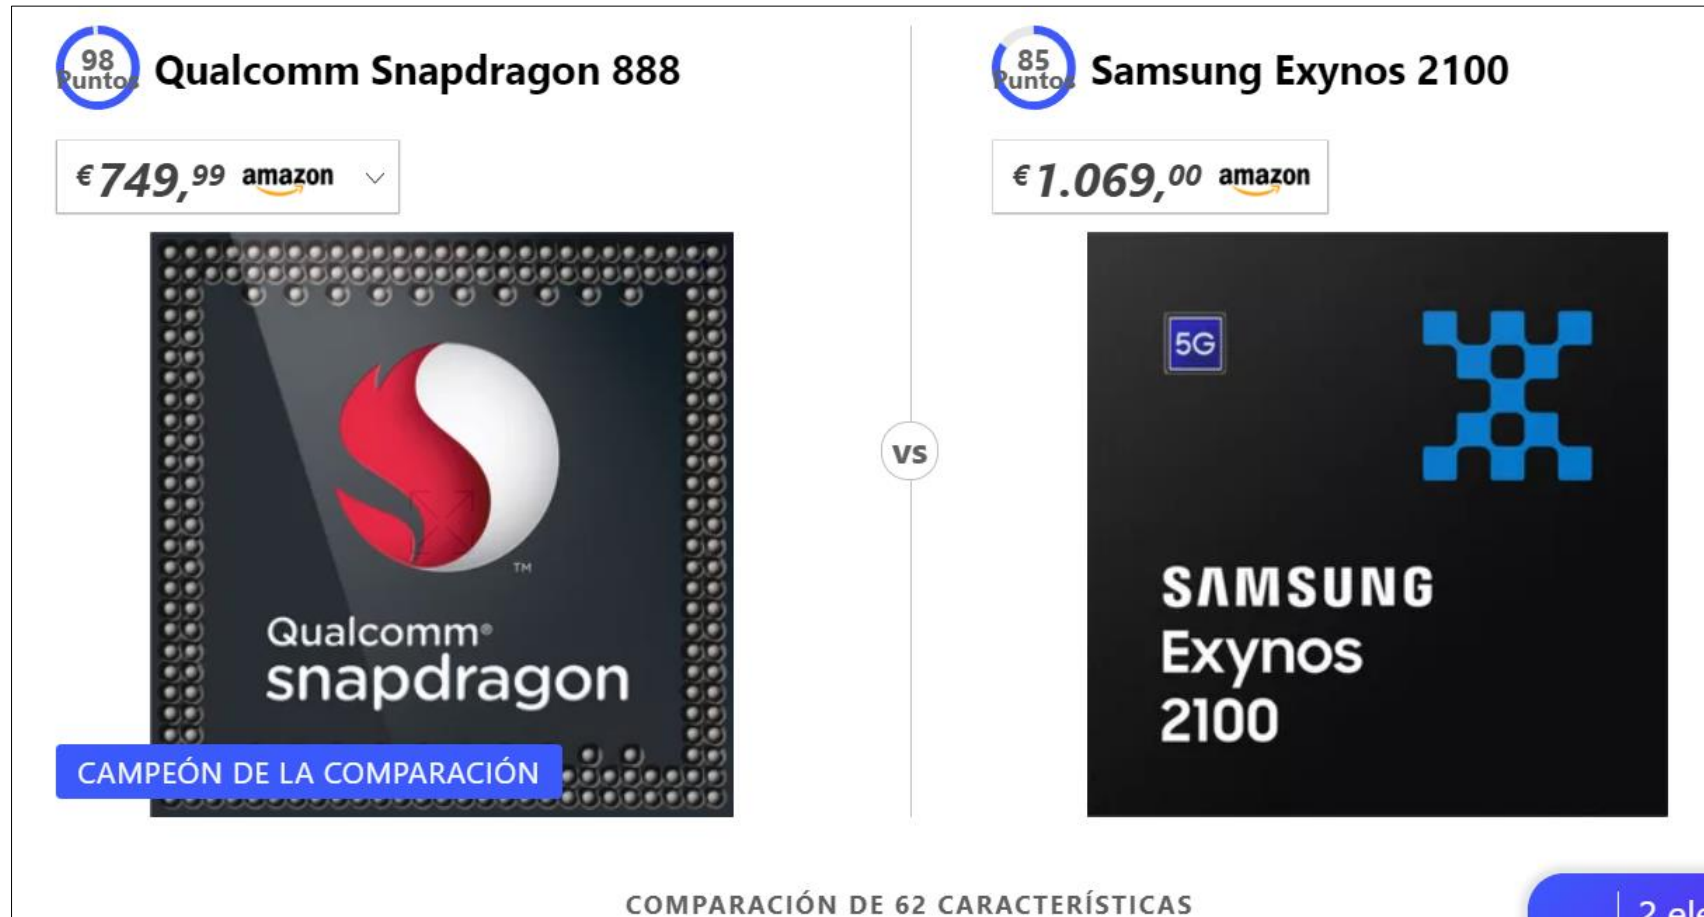 98
Puntos
Qualcomm Snapdragon 888
€749,99 amazon
CAMPEÓN DE LA COMPARACIÓN
Qualcomm®
snapdragon
TM
vs
85
Puntos
Samsung Exynos 2100
€1.069,00 amazon
5G
SAMSUNG
Exynos
2100
COMPARACIÓN DE 62 CARACTERÍSTICAS
2